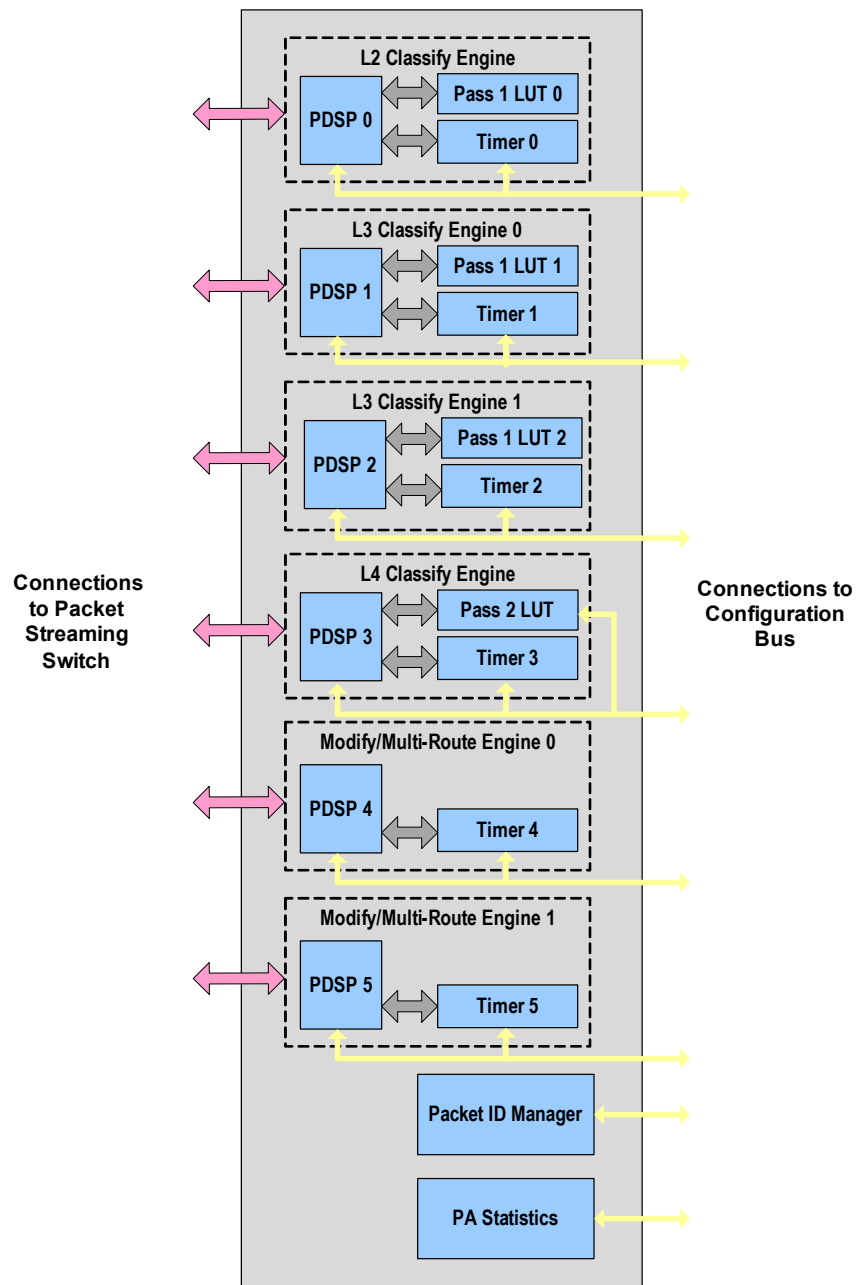 L2 Classify Engine
PDSP 0
Pass 1 LUT 0
Timer 0
L3 Classify Engine 0
PDSP 1
Pass 1 LUT 1
Timer 1
L3 Classify Engine 1
PDSP 2
Pass 1 LUT 2
Timer 2
Connections
to Packet
Streaming
Switch
L4 Classify Engine
PDSP 3
Pass 2 LUT
Timer 3
Connections to
Configuration
Bus
Modify/Multi-Route Engine 0
PDSP 4
Timer 4
Modify/Multi-Route Engine 1
PDSP 5
Timer 5
Packet ID Manager
PA Statistics